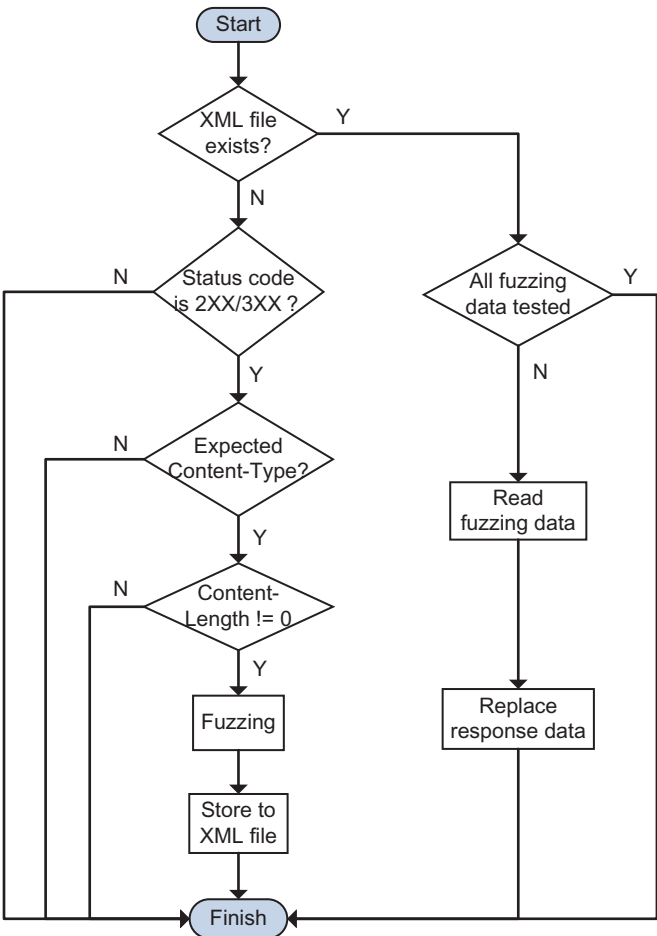 Start
XML file
exists?
Y
N
Status code
is 2XX/3XX ?
N
Y
All fuzzing
data tested
Y
N
Expected
Content-Type?
N
Y
Read
fuzzing data
Content-
Length != 0
N
Y
Fuzzing
Replace
response data
Store to
XML file
Finish